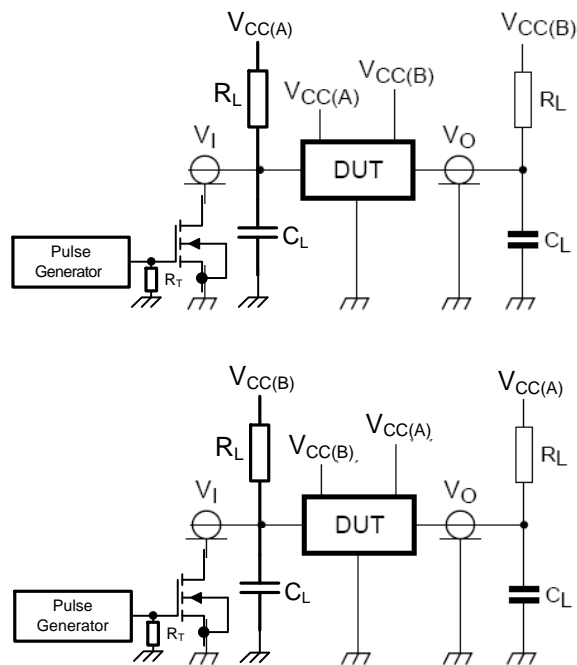 VCC(A)
VCC(B)
RL
VCC(B)
VCC(A)
RL
VI
VO
DUT
CL
CL
Pulse
Generator
RT
VCC(B)
VCC(A)
RL
VCC(A)
VCC(B)
RL
VI
VO
DUT
CL
CL
Pulse
Generator
RT